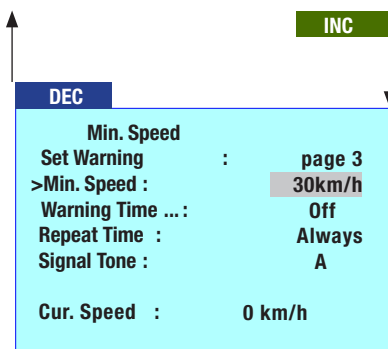 INC
DEC
Min. Speed
Set Warning : page 3
>Min. Speed : 30km/h
Warning Time ... : Off
Repeat Time : Always
Signal Tone : A
Cur. Speed : 0 km/h